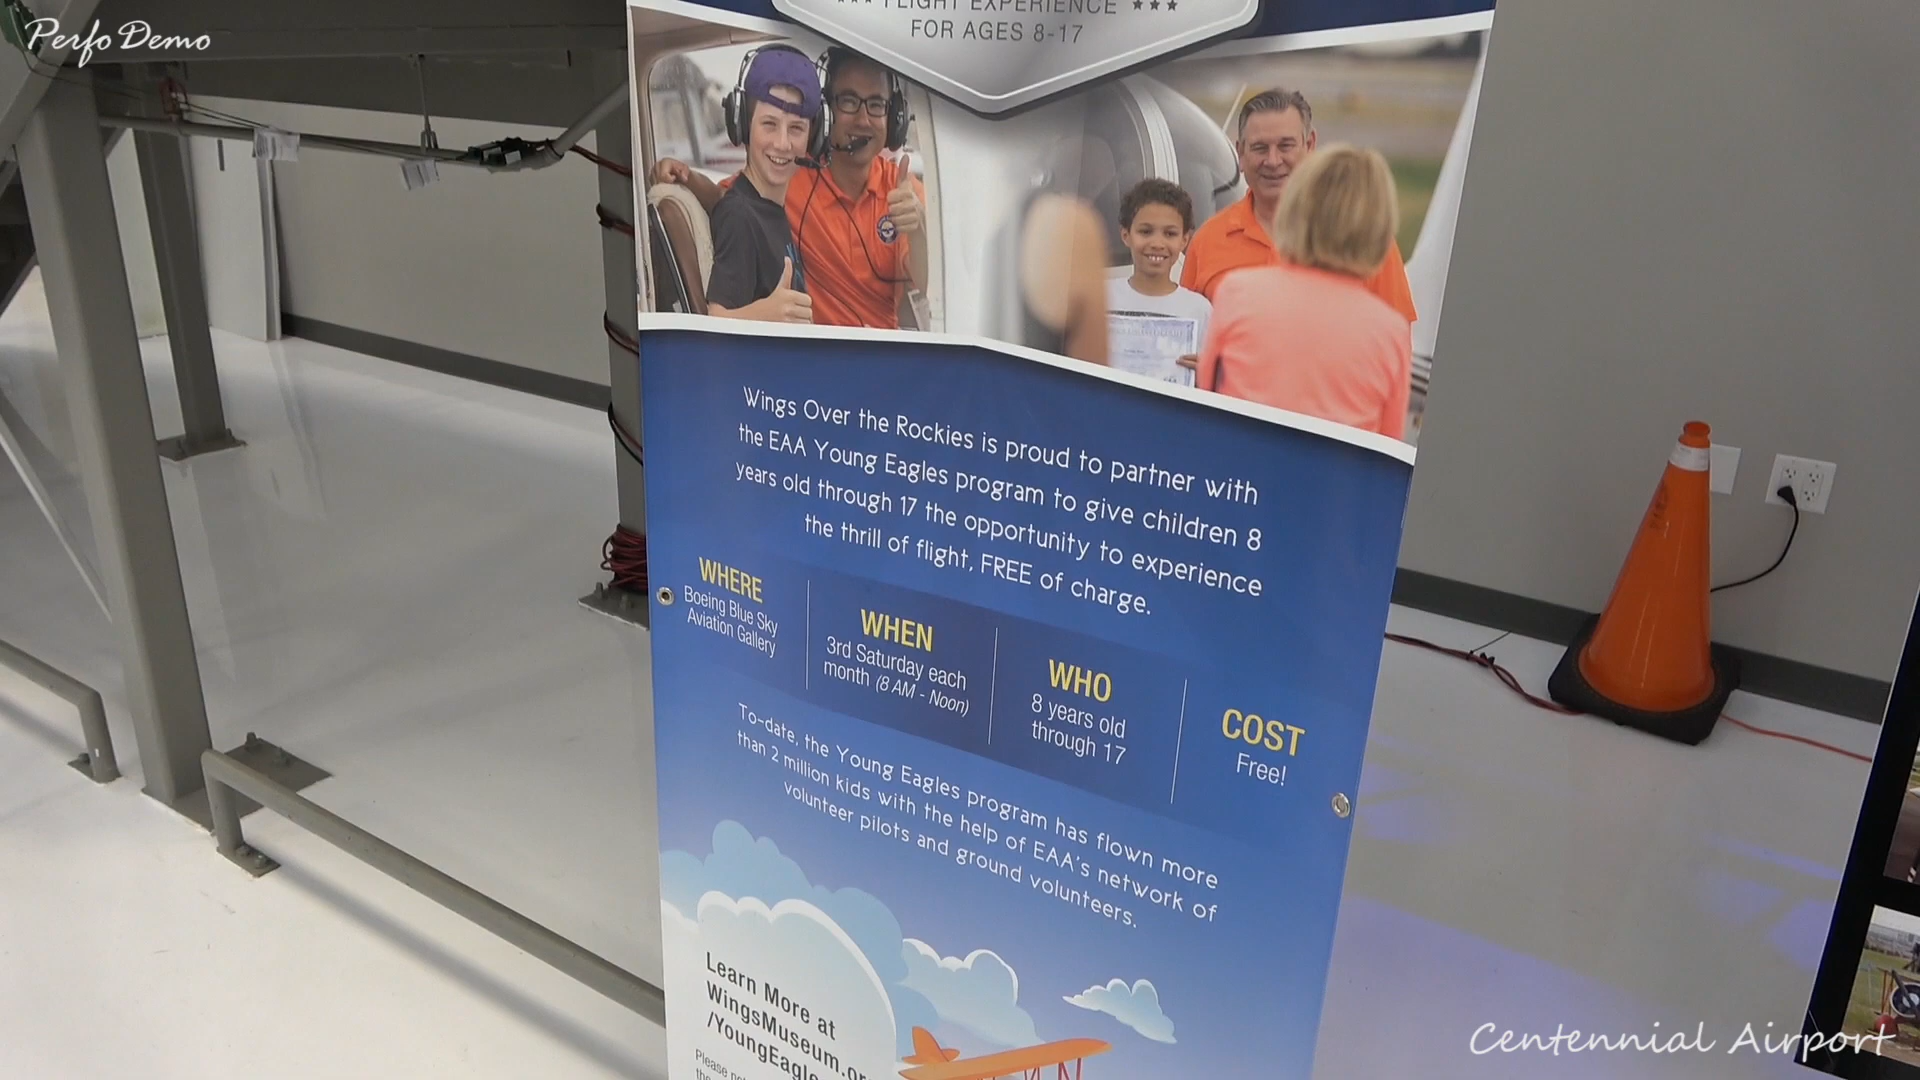 Perfo Demo
FLIGHT EXPERIENCE
FOR AGES 8-17
Wings Over the Rockies is proud to partner with
the EAA Young Eagles program to give children 8
years old through 17 the opportunity to experience
the thrill of flight, FREE of charge.
WHERE
Boeing Blue Sky
Aviation Gallery
WHEN
3rd Saturday each
month (8 AM - Noon)
WHO
8 years old
through 17
COST
Free!
To-date, the Young Eagles program has flown more
than 2 million kids with the help of EAA's network of
volunteer pilots and ground volunteers.
Learn More at
WingsMuseum.or
/YoungEagle
Please
the
Centennial Airport